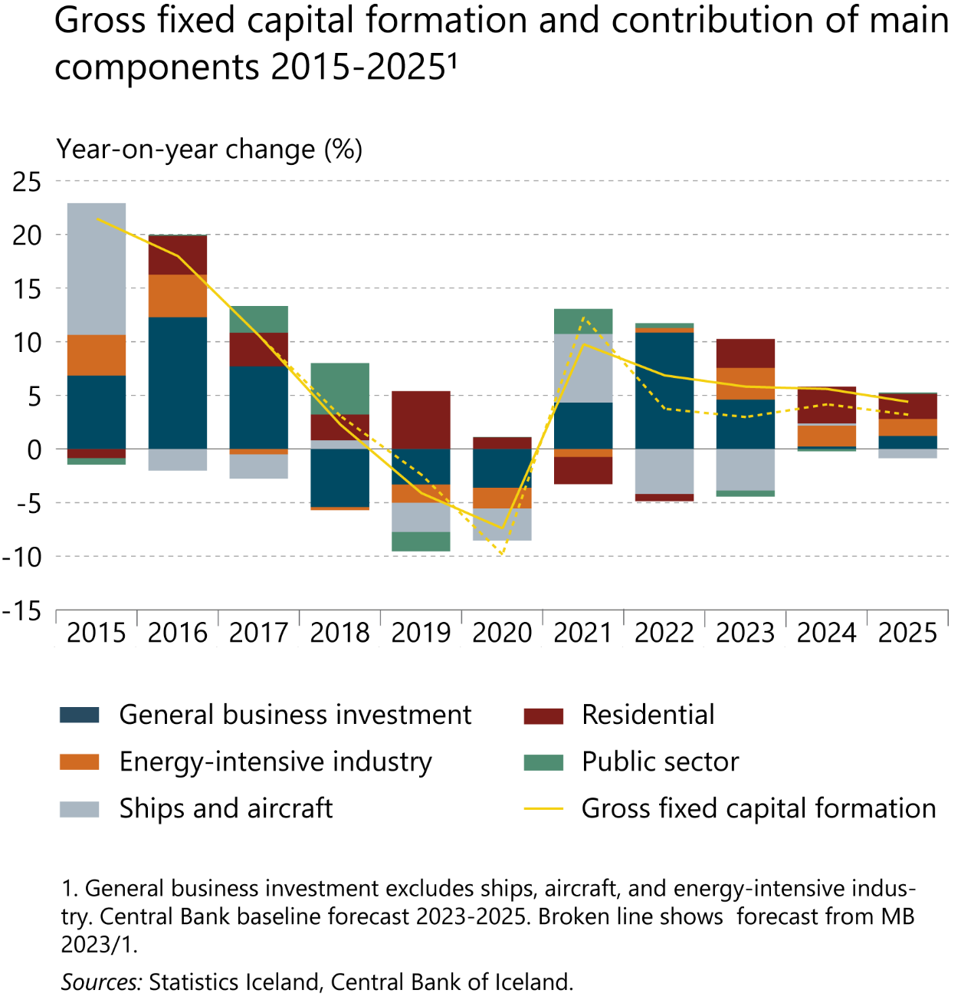 Gross fixed capital formation and contribution of main
components 2015-2025¹
Year-on-year change (%)
25
20
15
10
5
0
-5
-10
-15
2015 2016 2017 2018 2019 2020 2021 2022 2023 2024 2025
General business investment
Energy-intensive industry
Ships and aircraft
Residential
Public sector
Gross fixed capital formation
1. General business investment excludes ships, aircraft, and energy-intensive indus-
try. Central Bank baseline forecast 2023-2025. Broken line shows forecast from MB
2023/1.
Sources: Statistics Iceland, Central Bank of Iceland.